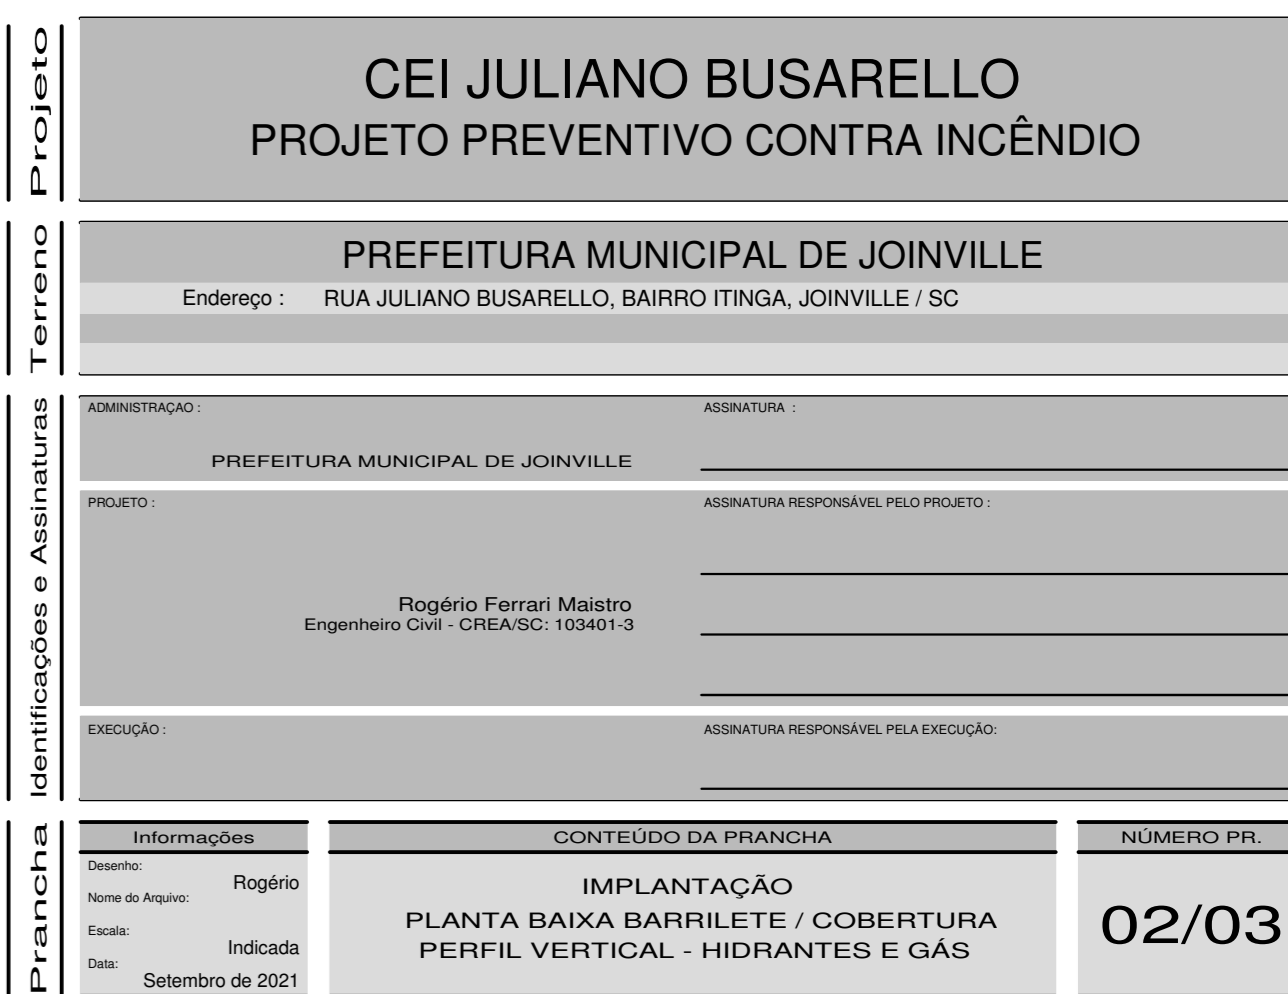 Projeto
CEI JULIANO BUSARELLO
PROJETO PREVENTIVO CONTRA INCÊNDIO
Terreno
PREFEITURA MUNICIPAL DE JOINVILLE
Endereço : RUA JULIANO BUSARELLO, BAIRRO ITINGA, JOINVILLE / SC
Identificações e Assinaturas
ADMINISTRAÇAO : ASSINATURA :
PREFEITURA MUNICIPAL DE JOINVILLE
PROJETO : ASSINATURA RESPONSÁVEL PELO PROJETO :
Rogério Ferrari Maistro
Engenheiro Civil - CREA/SC: 103401-3
EXECUÇÃO : ASSINATURA RESPONSÁVEL PELA EXECUÇÃO:
Prancha
Informações
Desenho:
Rogério
Nome do Arquivo:
Escala:
Indicada
Data:
Setembro de 2021
CONTEÚDO DA PRANCHA
IMPLANTAÇÃO
PLANTA BAIXA BARRILETE / COBERTURA
PERFIL VERTICAL - HIDRANTES E GÁS
NÚMERO PR.
02/03